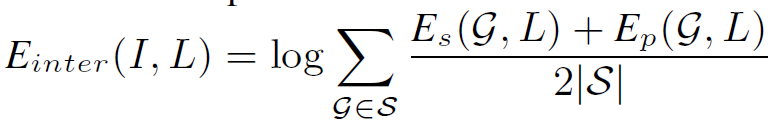 E_{inter}(I, L) = \log \sum_{\mathcal{G} \in \mathcal{S}} \frac{E_s(\mathcal{G}, L) + E_p(\mathcal{G}, L)}{2|\mathcal{S}|}